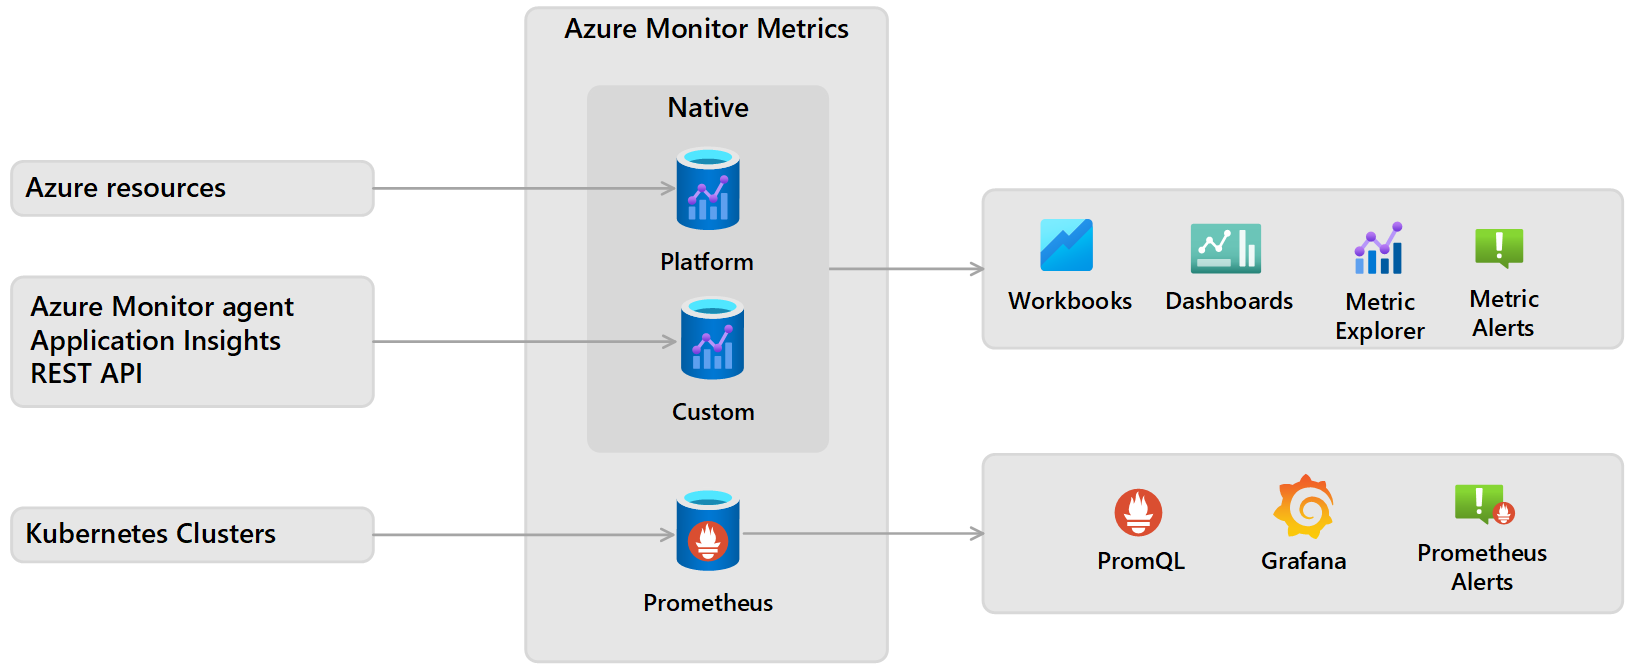 Azure Monitor Metrics
Native
Azure resources
Platform
Azure Monitor agent
Application Insights
REST API
Custom
Kubernetes Clusters
Prometheus
Workbooks
Dashboards
Metric
Explorer
Metric
Alerts
PromQL
Grafana
Prometheus
Alerts